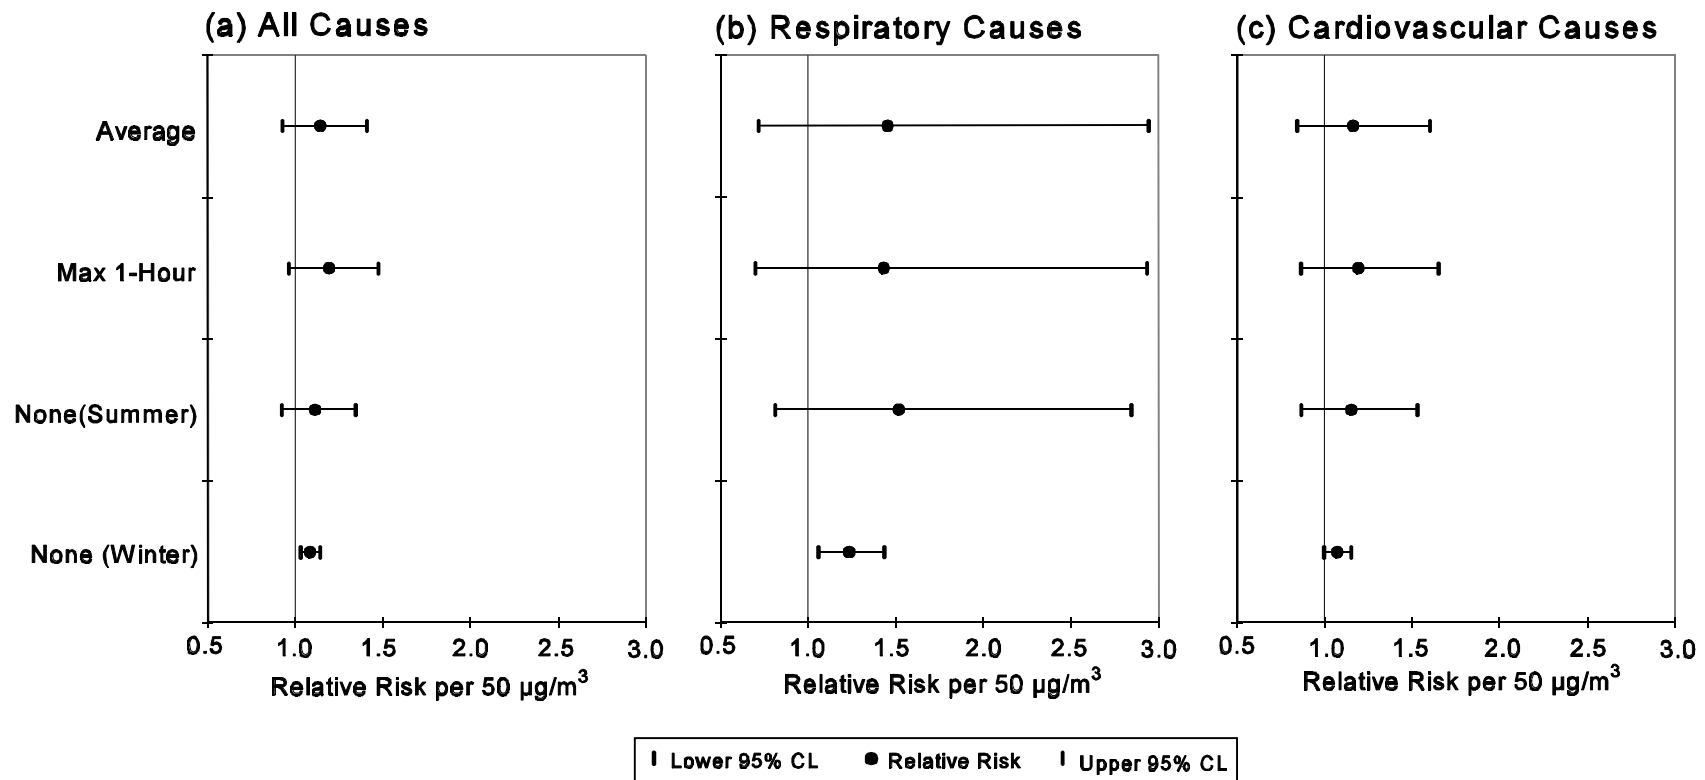 (a) All Causes
(b) Respiratory Causes
(c) Cardiovascular Causes
Average
Max 1-Hour
None(Summer)
None (Winter)
0.5 1.0 1.5 2.0 2.5 3.0
0.5 1.0 1.5 2.0 2.5 3.0
0.5 1.0 1.5 2.0 2.5 3.0
Relative Risk per 50 µg/m³
Relative Risk per 50 µg/m³
Relative Risk per 50 µg/m³
Lower 95% CL Relative Risk Upper 95% CL